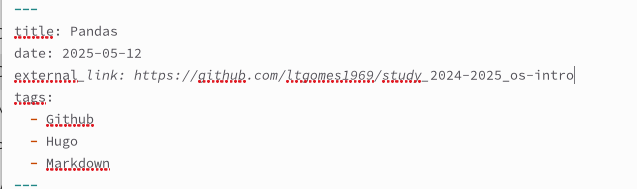 ---
title: Pandas
date: 2025-05-12
external_link: https://github.com/ltgomes1969/study_2024-2025_os-intro
tags:
  - Github
  - Hugo
  - Markdown
---